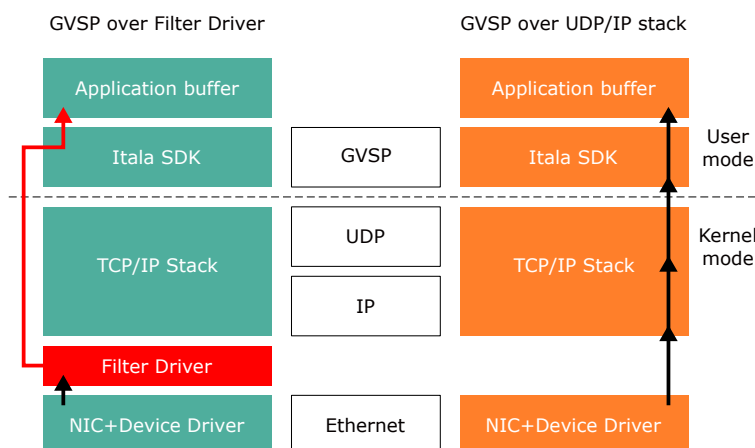 GVSP over Filter Driver
GVSP over UDP/IP stack
Application buffer
Application buffer
Itala SDK
GVSP
Itala SDK
User
mode
TCP/IP Stack
UDP
IP
TCP/IP Stack
Kernel
mode
Filter Driver
NIC+Device Driver
Ethernet
NIC+Device Driver